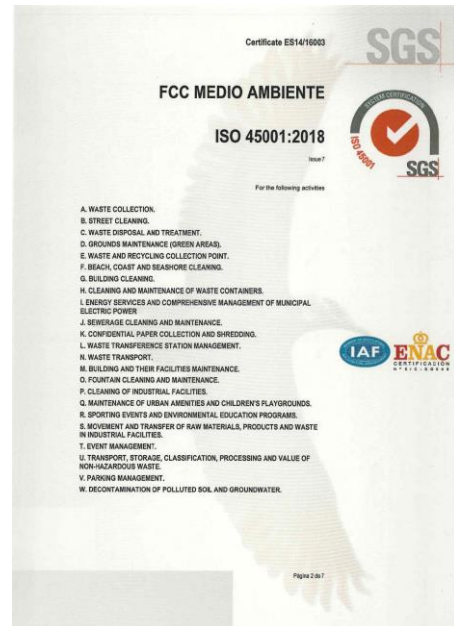 Certificate ES14/16003
SGS
FCC MEDIO AMBIENTE
ISO 45001:2018
Issue 7
SYSTEM CERTIFICATION
ISO 45001
SGS
For the following activities
A. WASTE COLLECTION.
B. STREET CLEANING.
C. WASTE DISPOSAL AND TREATMENT.
D. GROUNDS MAINTENANCE (GREEN AREAS).
E. WASTE AND RECYCLING COLLECTION POINT.
F. BEACH, COAST AND SEASHORE CLEANING.
G. BUILDING CLEANING.
H. CLEANING AND MAINTENANCE OF WASTE CONTAINERS.
I. ENERGY SERVICES AND COMPREHENSIVE MANAGEMENT OF MUNICIPAL
ELECTRIC POWER
J. SEWERAGE CLEANING AND MAINTENANCE.
K. CONFIDENTIAL PAPER COLLECTION AND SHREDDING.
L. WASTE TRANSFERENCE STATION MANAGEMENT.
N. WASTE TRANSPORT.
M. BUILDING AND THEIR FACILITIES MAINTENANCE.
O. FOUNTAIN CLEANING AND MAINTENANCE.
P. CLEANING OF INDUSTRIAL FACILITIES.
Q. MAINTENANCE OF URBAN AMENITIES AND CHILDREN'S PLAYGROUNDS.
R. SPORTING EVENTS AND ENVIRONMENTAL EDUCATION PROGRAMS.
S. MOVEMENT AND TRANSFER OF RAW MATERIALS, PRODUCTS AND WASTE
IN INDUSTRIAL FACILITIES.
T. EVENT MANAGEMENT.
U. TRANSPORT, STORAGE, CLASSIFICATION, PROCESSING AND VALUE OF
NON-HAZARDOUS WASTE.
V. PARKING MANAGEMENT.
W. DECONTAMINATION OF POLLUTED SOIL AND GROUNDWATER.
IAF
ENAC
CERTIFICACIÓN
Página 2 de 7